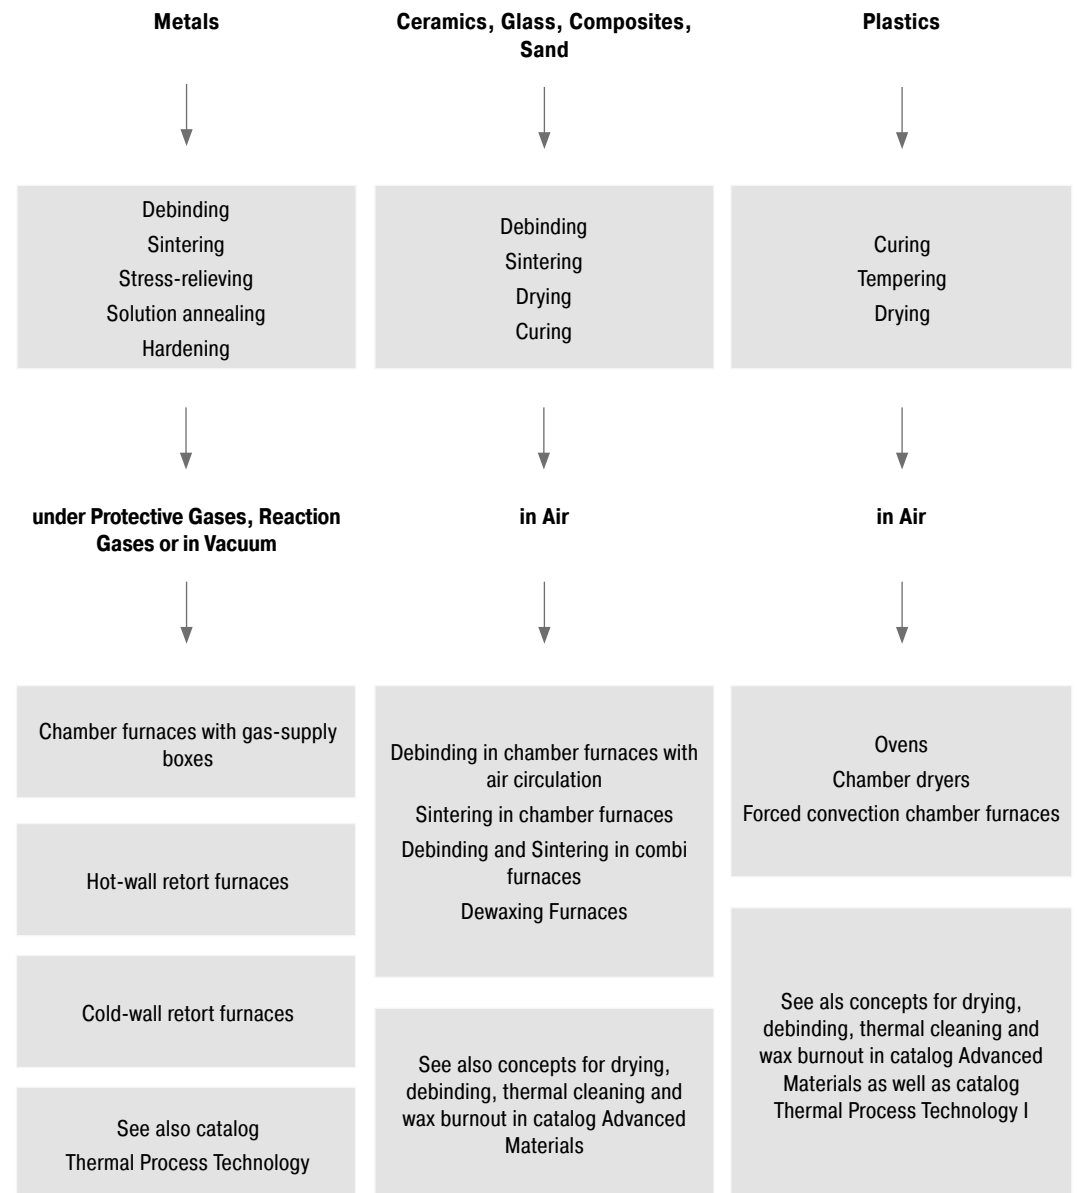 Metals
Debinding
Sintering
Stress-relieving
Solution annealing
Hardening
under Protective Gases, Reaction
Gases or in Vacuum
Chamber furnaces with gas-supply
boxes
Hot-wall retort furnaces
Cold-wall retort furnaces
See also catalog
Thermal Process Technology
Ceramics, Glass, Composites,
Sand
Debinding
Sintering
Drying
Curing
in Air
Debinding in chamber furnaces with
air circulation
Sintering in chamber furnaces
Debinding and Sintering in combi
furnaces
Dewaxing Furnaces
See also concepts for drying,
debinding, thermal cleaning and
wax burnout in catalog Advanced
Materials
Plastics
Curing
Tempering
Drying
in Air
Ovens
Chamber dryers
Forced convection chamber furnaces
See als concepts for drying,
debinding, thermal cleaning and
wax burnout in catalog Advanced
Materials as well as catalog
Thermal Process Technology I